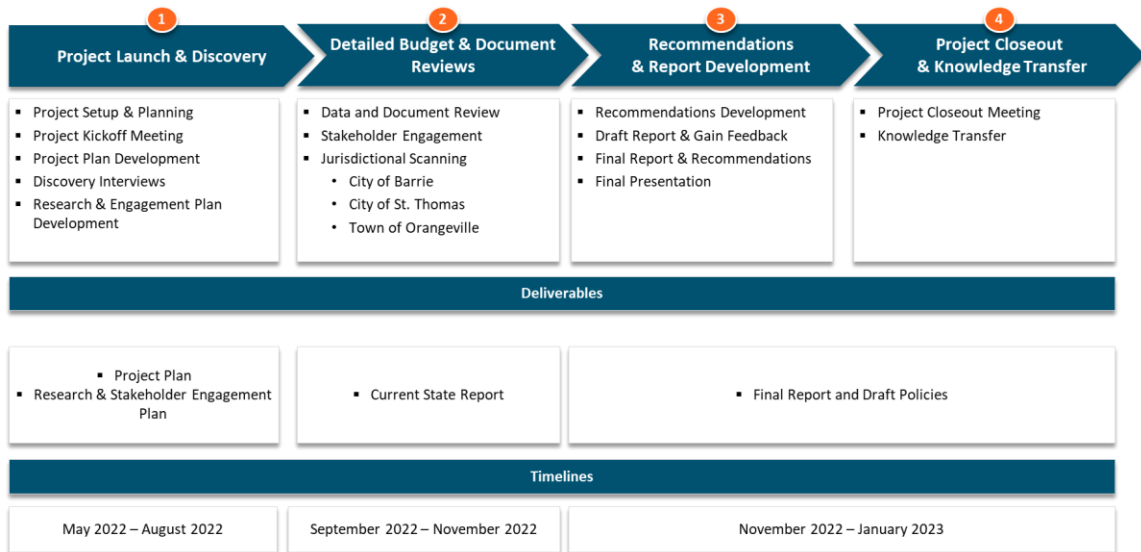 1
Project Launch & Discovery
2
Detailed Budget & Document
Reviews
3
Recommendations
& Report Development
4
Project Closeout
& Knowledge Transfer
▪ Project Setup & Planning
▪ Project Kickoff Meeting
▪ Project Plan Development
▪ Discovery Interviews
▪ Research & Engagement Plan
Development
▪ Data and Document Review
▪ Stakeholder Engagement
▪ Jurisdictional Scanning
• City of Barrie
• City of St. Thomas
• Town of Orangeville
▪ Recommendations Development
▪ Draft Report & Gain Feedback
▪ Final Report & Recommendations
▪ Final Presentation
▪ Project Closeout Meeting
▪ Knowledge Transfer
Deliverables
▪ Project Plan
▪ Research & Stakeholder Engagement
Plan
▪ Current State Report
▪ Final Report and Draft Policies
Timelines
May 2022 – August 2022
September 2022 – November 2022
November 2022 – January 2023